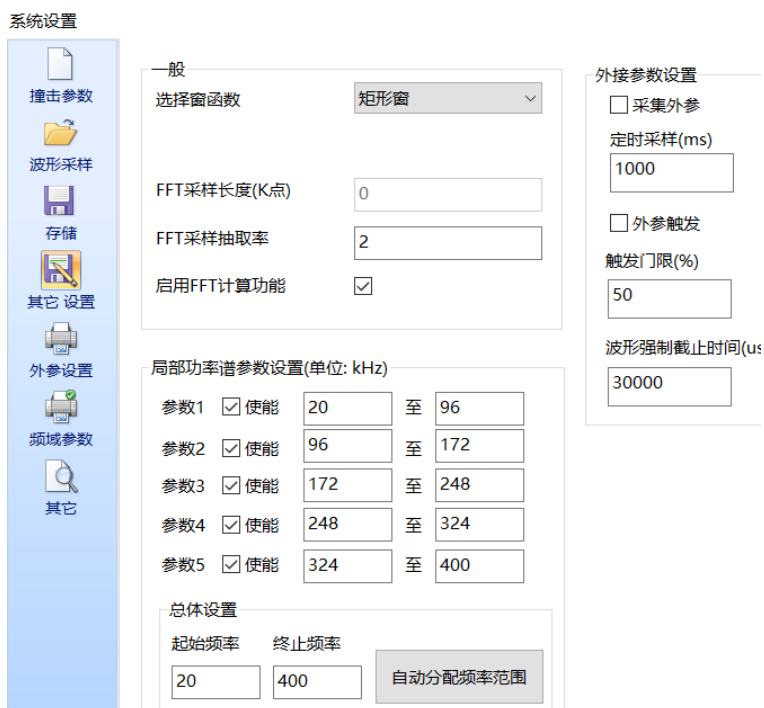 系统设置
撞击参数
波形采样
存储
其它 设置
外参设置
频域参数
其它
一般
选择窗函数 矩形窗
FFT采样长度(K点) 0
FFT采样抽取率 2
启用FFT计算功能
局部功率谱参数设置(单位: kHz)
参数1 使能 20 至 96
参数2 使能 96 至 172
参数3 使能 172 至 248
参数4 使能 248 至 324
参数5 使能 324 至 400
总体设置
起始频率 终止频率
20 400 自动分配频率范围
外接参数设置
采集外参
定时采样(ms)
1000
外参触发
触发门限(%)
50
波形强制截止时间(us
30000